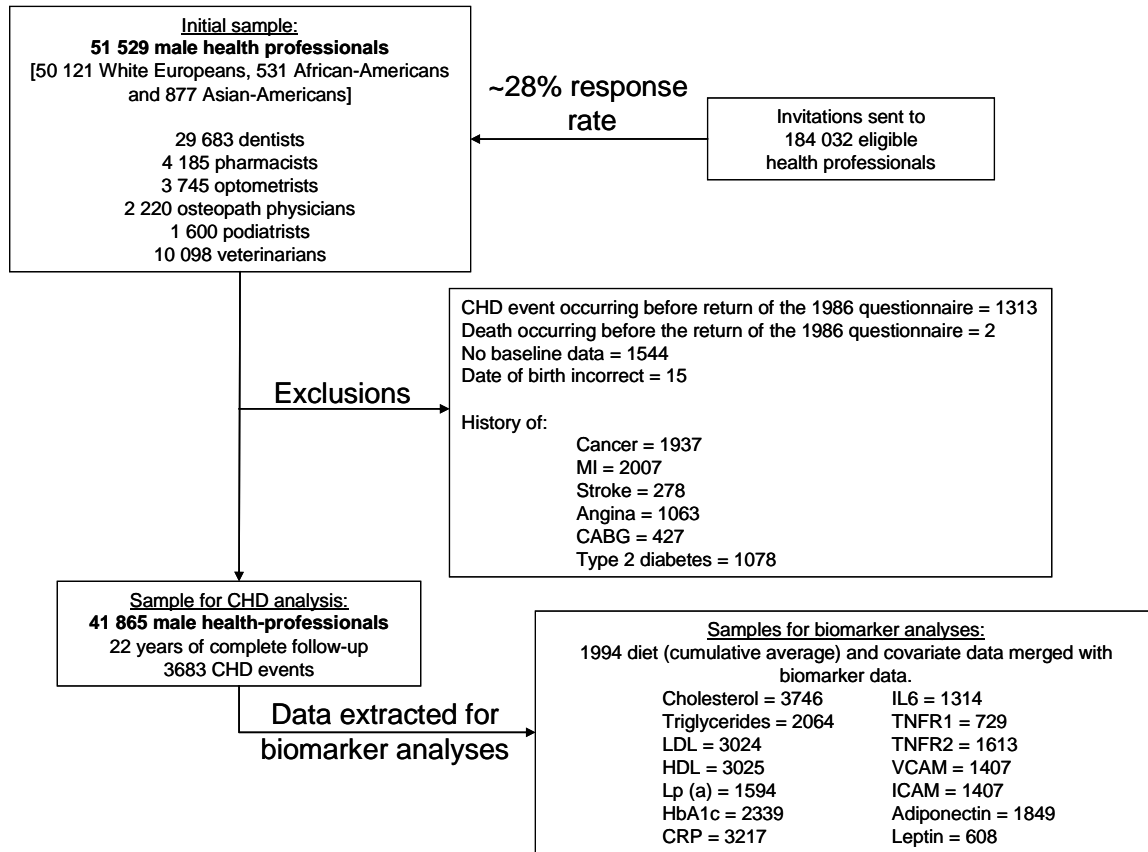 Initial sample:
51 529 male health professionals
[50 121 White Europeans, 531 African-Americans
and 877 Asian-Americans]
29 683 dentists
4 185 pharmacists
3 745 optometrists
2 220 osteopath physicians
1 600 podiatrists
10 098 veterinarians
~28% response
rate
Invitations sent to
184 032 eligible
health professionals
Exclusions
CHD event occurring before return of the 1986 questionnaire = 1313
Death occurring before the return of the 1986 questionnaire = 2
No baseline data = 1544
Date of birth incorrect = 15
History of:
Cancer = 1937
MI = 2007
Stroke = 278
Angina = 1063
CABG = 427
Type 2 diabetes = 1078
Sample for CHD analysis:
41 865 male health-professionals
22 years of complete follow-up
3683 CHD events
Data extracted for
biomarker analyses
Samples for biomarker analyses:
1994 diet (cumulative average) and covariate data merged with
biomarker data.
Cholesterol = 3746
Triglycerides = 2064
LDL = 3024
HDL = 3025
Lp (a) = 1594
HbA1c = 2339
CRP = 3217
IL6 = 1314
TNFR1 = 729
TNFR2 = 1613
VCAM = 1407
ICAM = 1407
Adiponectin = 1849
Leptin = 608